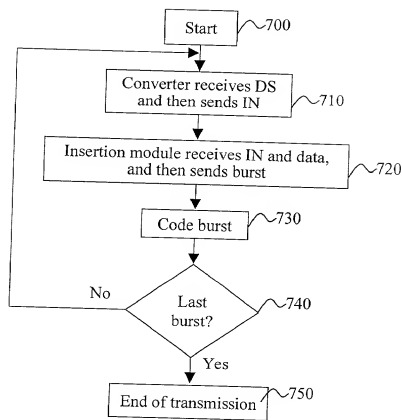 Start
700
Converter receives DS
and then sends IN
710
Insertion module receives IN and data,
and then sends burst
720
Code burst
730
No
Last
burst?
740
Yes
End of transmission
750